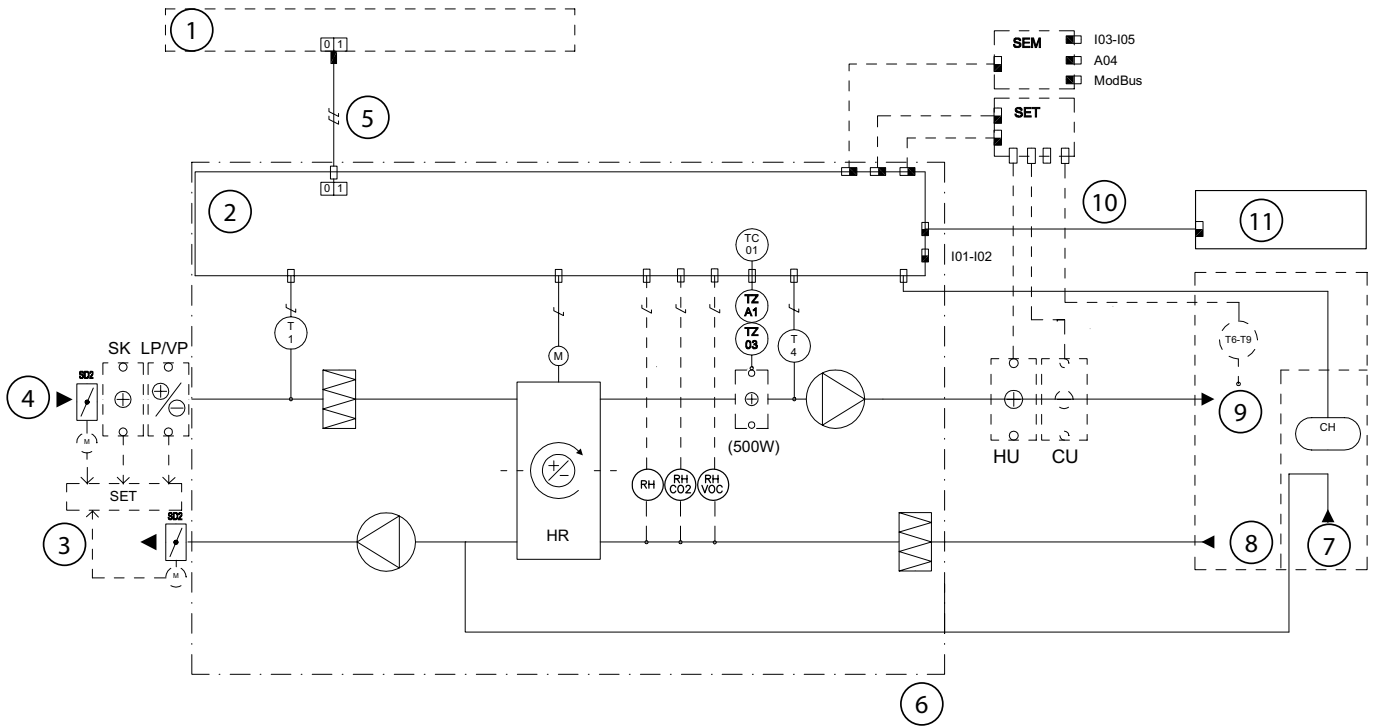 1
0 1
SEM
I03-I05
A04
ModBus
SET
5
0 1
2
10
11
TC
01
I01-I02
TZ
A1
TZ
03
T
1
T
4
T6-T9
SK
LP/VP
M
SD2
4
9
CH
M
(500W)
HU
CU
SET
RH
RH
CO2
RH
VOC
SD2
3
HR
8
7
M
6